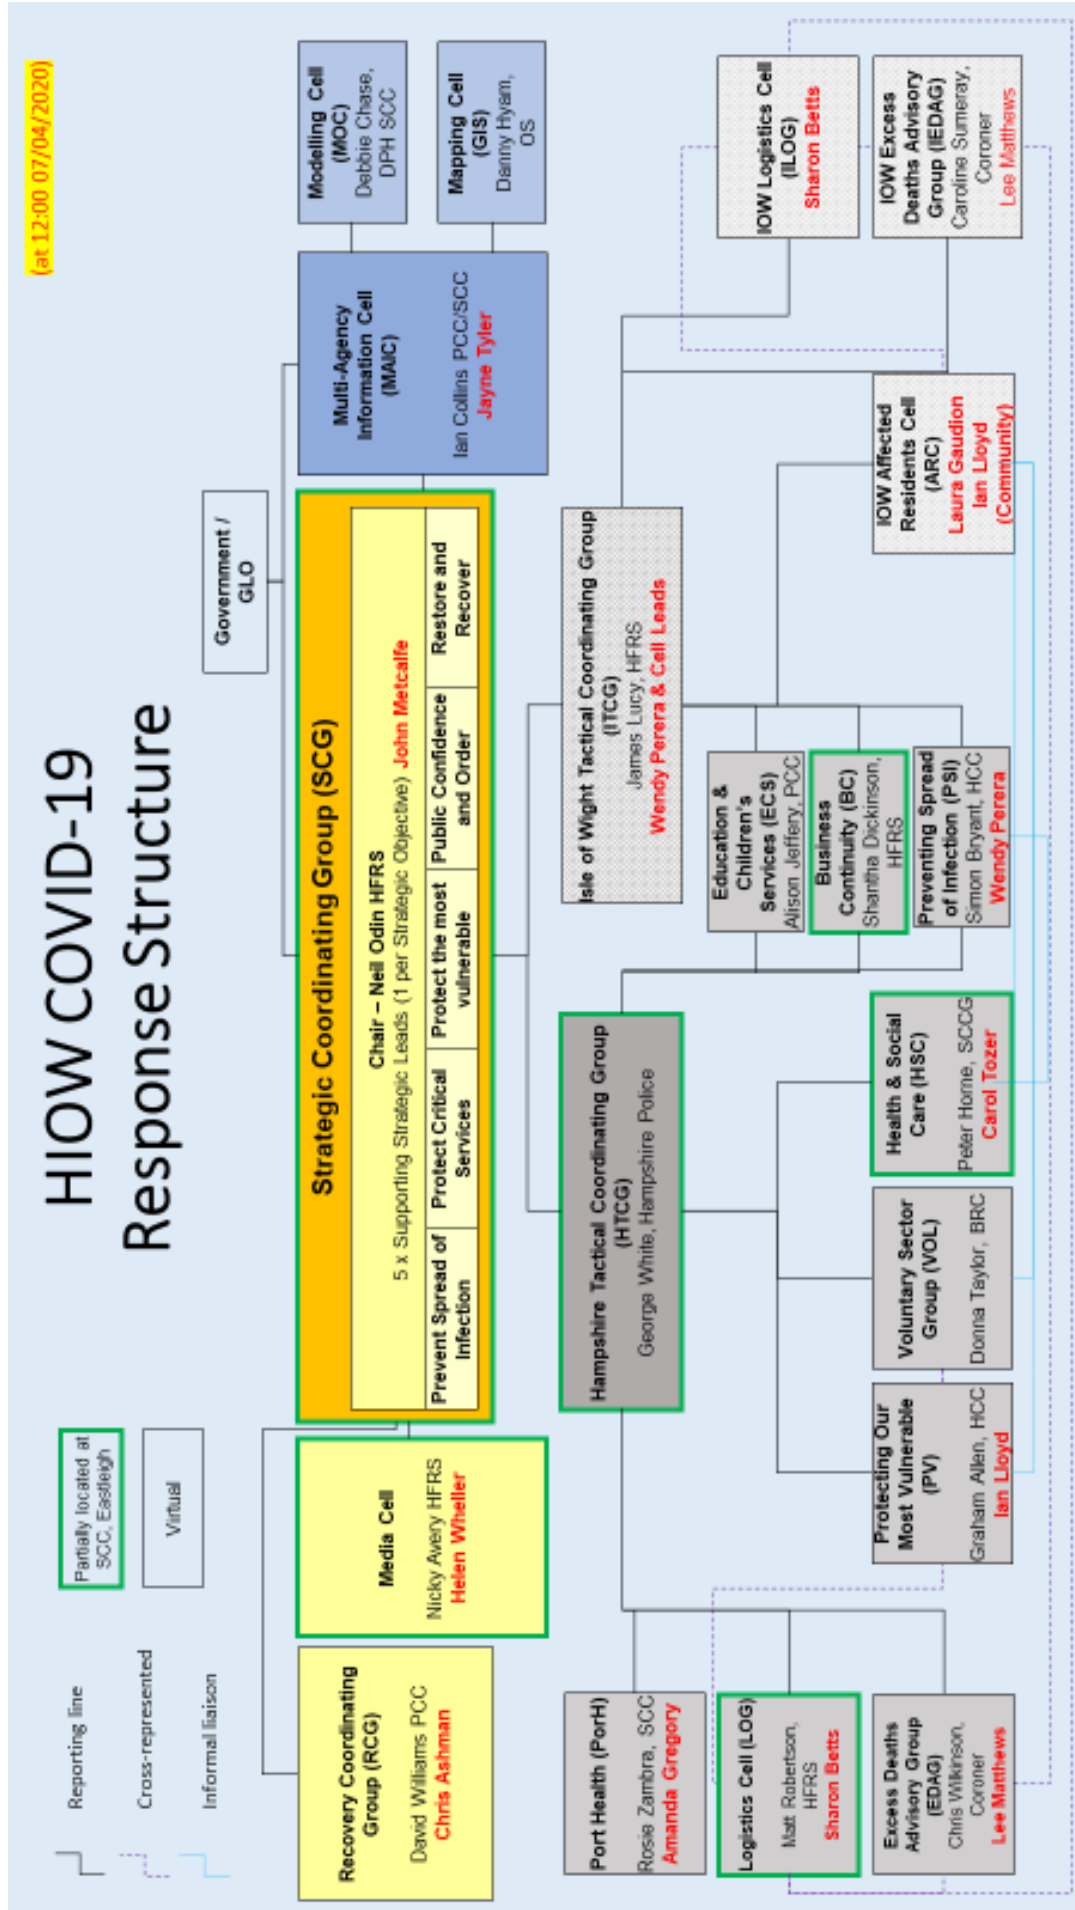 HIOW COVID-19
Response Structure
(at 12:00 07/04/2020)
Reporting line
Cross-represented
Informal liaison
Partially located at
SCC, Eastleigh
Virtual
Government /
GLO
Recovery Coordinating
Group (RCG)
David Williams PCC
Chris Ashman
Media Cell
Nicky Avery HFRS
Helen Wheller
Strategic Coordinating Group (SCG)
Chair – Neil Odin HFRS
5 x Supporting Strategic Leads (1 per Strategic Objective) John Metcalfe
Prevent Spread of
Infection
Protect Critical
Services
Protect the most
vulnerable
Public Confidence
and Order
Restore and
Recover
Multi-Agency
Information Cell
(MAIC)
Ian Collins PCC/SCC
Jayne Tyler
Modelling Cell
(MOC)
Debbie Chase,
DPH SCC
Mapping Cell
(GIS)
Danny Hyam,
OS
Hampshire Tactical Coordinating Group
(HTCG)
George White, Hampshire Police
Isle of Wight Tactical Coordinating Group
(ITCG)
James Lucy, HFRS
Wendy Perera & Cell Leads
Port Health (PorH)
Rosie Zambra, SCC
Amanda Gregory
Logistics Cell (LOG)
Matt Robertson,
HFRS
Sharon Betts
Excess Deaths
Advisory Group
(EDAG)
Chris Wilkinson,
Coroner
Lee Matthews
Protecting Our
Most Vulnerable
(PV)
Graham Allen, HCC
Ian Lloyd
Voluntary Sector
Group (VOL)
Donna Taylor, BRC
Health & Social
Care (HSC)
Peter Horne, SCCG
Carol Tozer
Education &
Children's
Services (ECS)
Alison Jeffery, PCC
Business
Continuity (BC)
Shantha Dickinson,
HFRS
Preventing Spread
of Infection (PSI)
Simon Bryant, HCC
Wendy Perera
IOW Affected
Residents Cell
(ARC)
Laura Gaudion
Ian Lloyd
(Community)
IOW Logistics Cell
(ILOG)
Sharon Betts
IOW Excess
Deaths Advisory
Group (IEDAG)
Caroline Sumeray,
Coroner
Lee Matthews